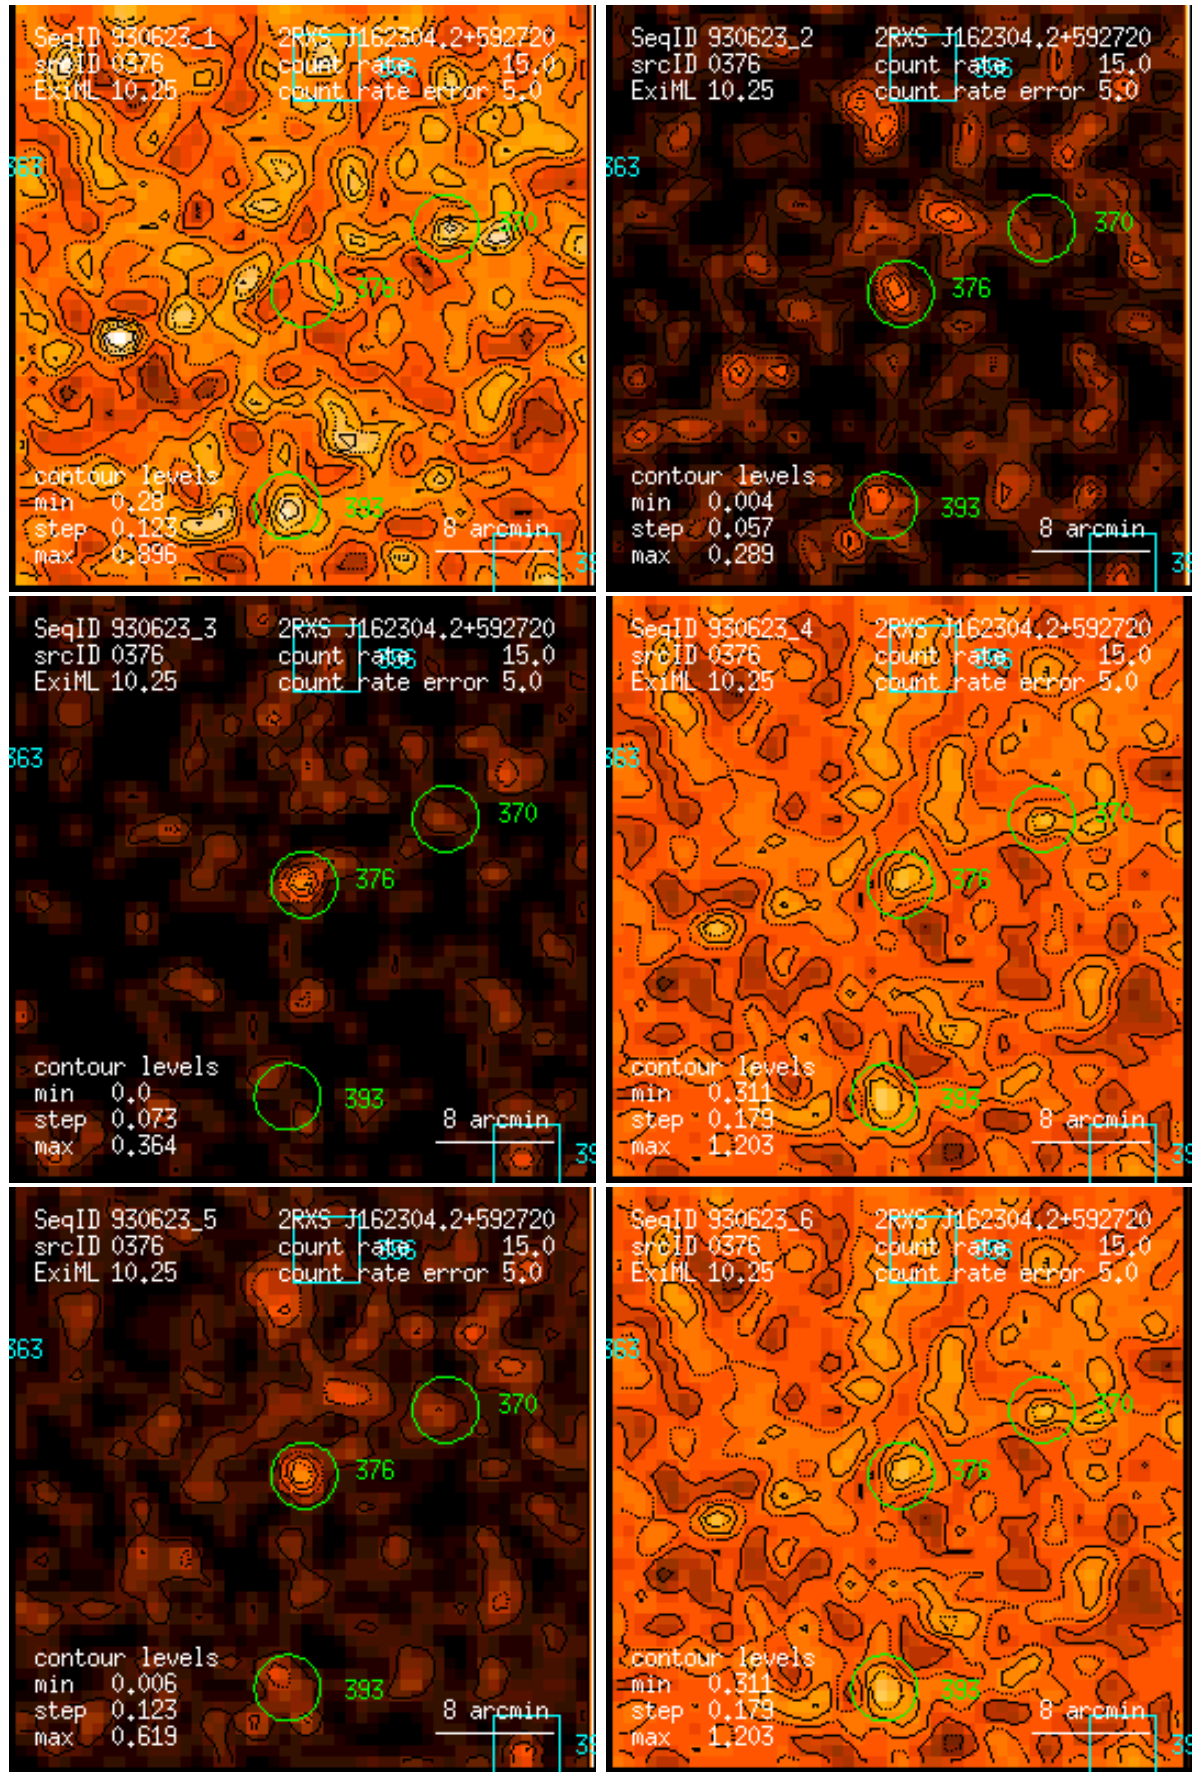 SeqID 930623_1 2RXS J162304.2+592720
srcID 0376 count rate 15.0
ExiML 10.25 count rate error 5.0
363
370
376
393
contour levels
min 0.28
step 0.123
max 0.896
8 arcmin
39
SeqID 930623_2 2RXS J162304.2+592720
srcID 0376 count rate 15.0
ExiML 10.25 count rate error 5.0
363
370
376
393
contour levels
min 0.004
step 0.057
max 0.289
8 arcmin
39
SeqID 930623_3 2RXS J162304.2+592720
srcID 0376 count rate 15.0
ExiML 10.25 count rate error 5.0
363
370
376
393
contour levels
min 0.0
step 0.073
max 0.364
8 arcmin
39
SeqID 930623_4 2RXS J162304.2+592720
srcID 0376 count rate 15.0
ExiML 10.25 count rate error 5.0
363
370
376
393
contour levels
min 0.311
step 0.179
max 1.203
8 arcmin
39
SeqID 930623_5 2RXS J162304.2+592720
srcID 0376 count rate 15.0
ExiML 10.25 count rate error 5.0
363
370
376
393
contour levels
min 0.006
step 0.123
max 0.619
8 arcmin
39
SeqID 930623_6 2RXS J162304.2+592720
srcID 0376 count rate 15.0
ExiML 10.25 count rate error 5.0
363
370
376
393
contour levels
min 0.311
step 0.179
max 1.203
8 arcmin
39